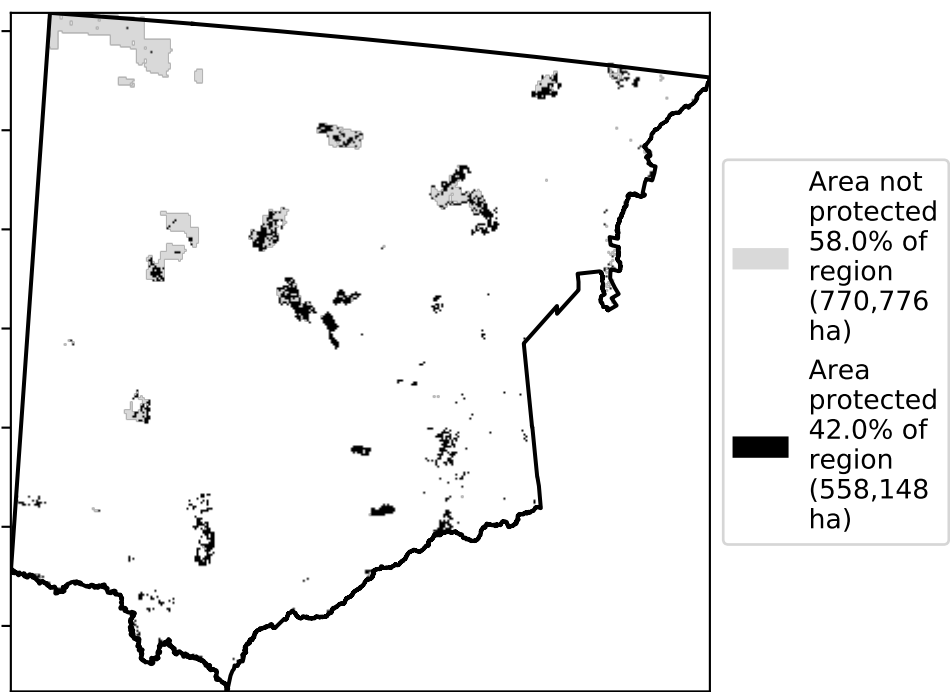 Area not
protected
58.0% of
region
(770,776
ha)
Area
protected
42.0% of
region
(558,148
ha)